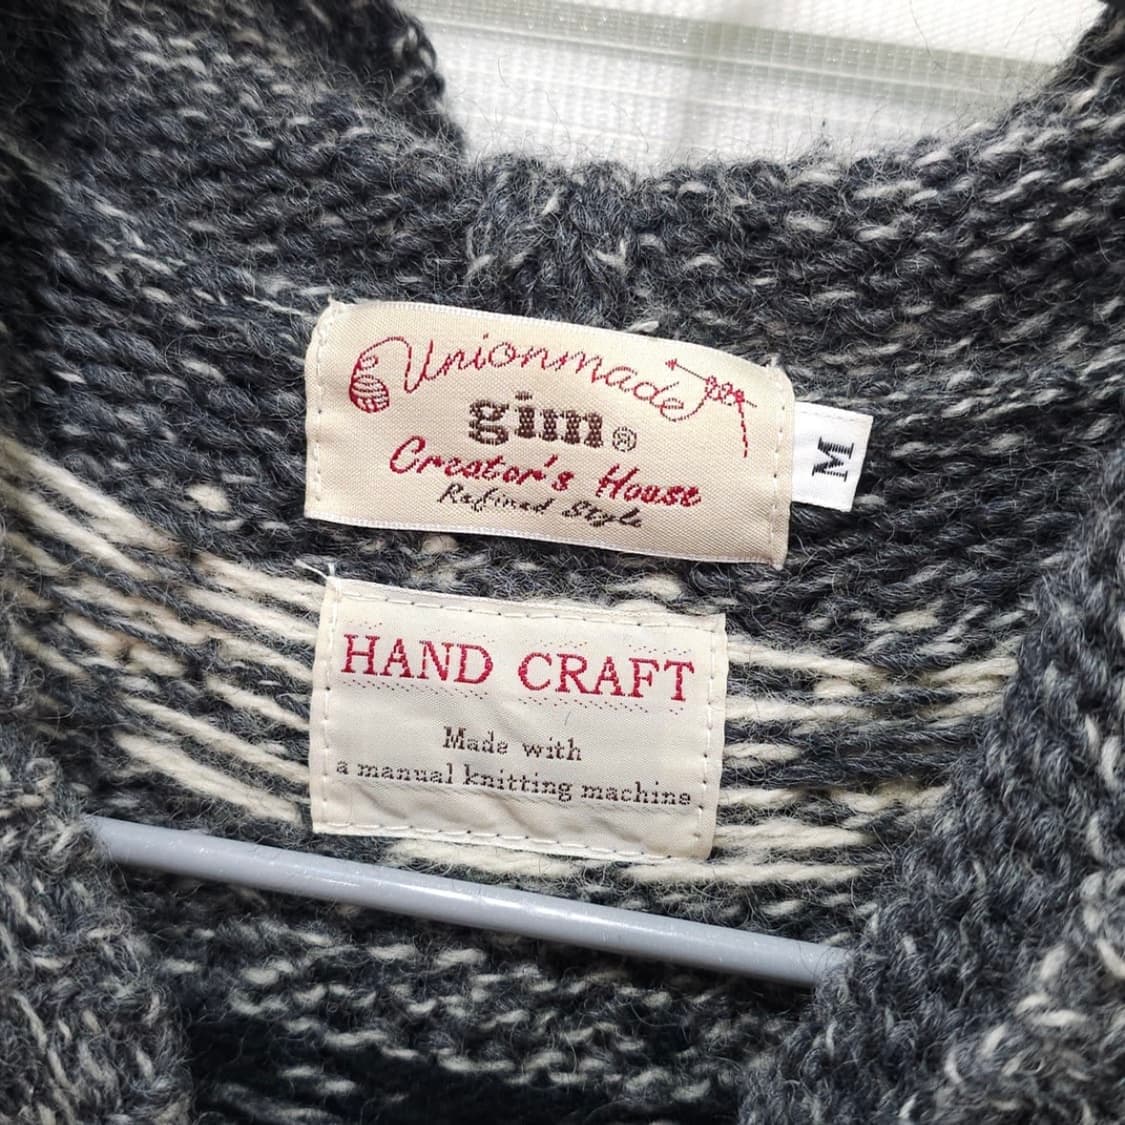 Unionmade
gim®
Creator's House
Refined Style
M
HAND CRAFT
Made with
a manual knitting machine